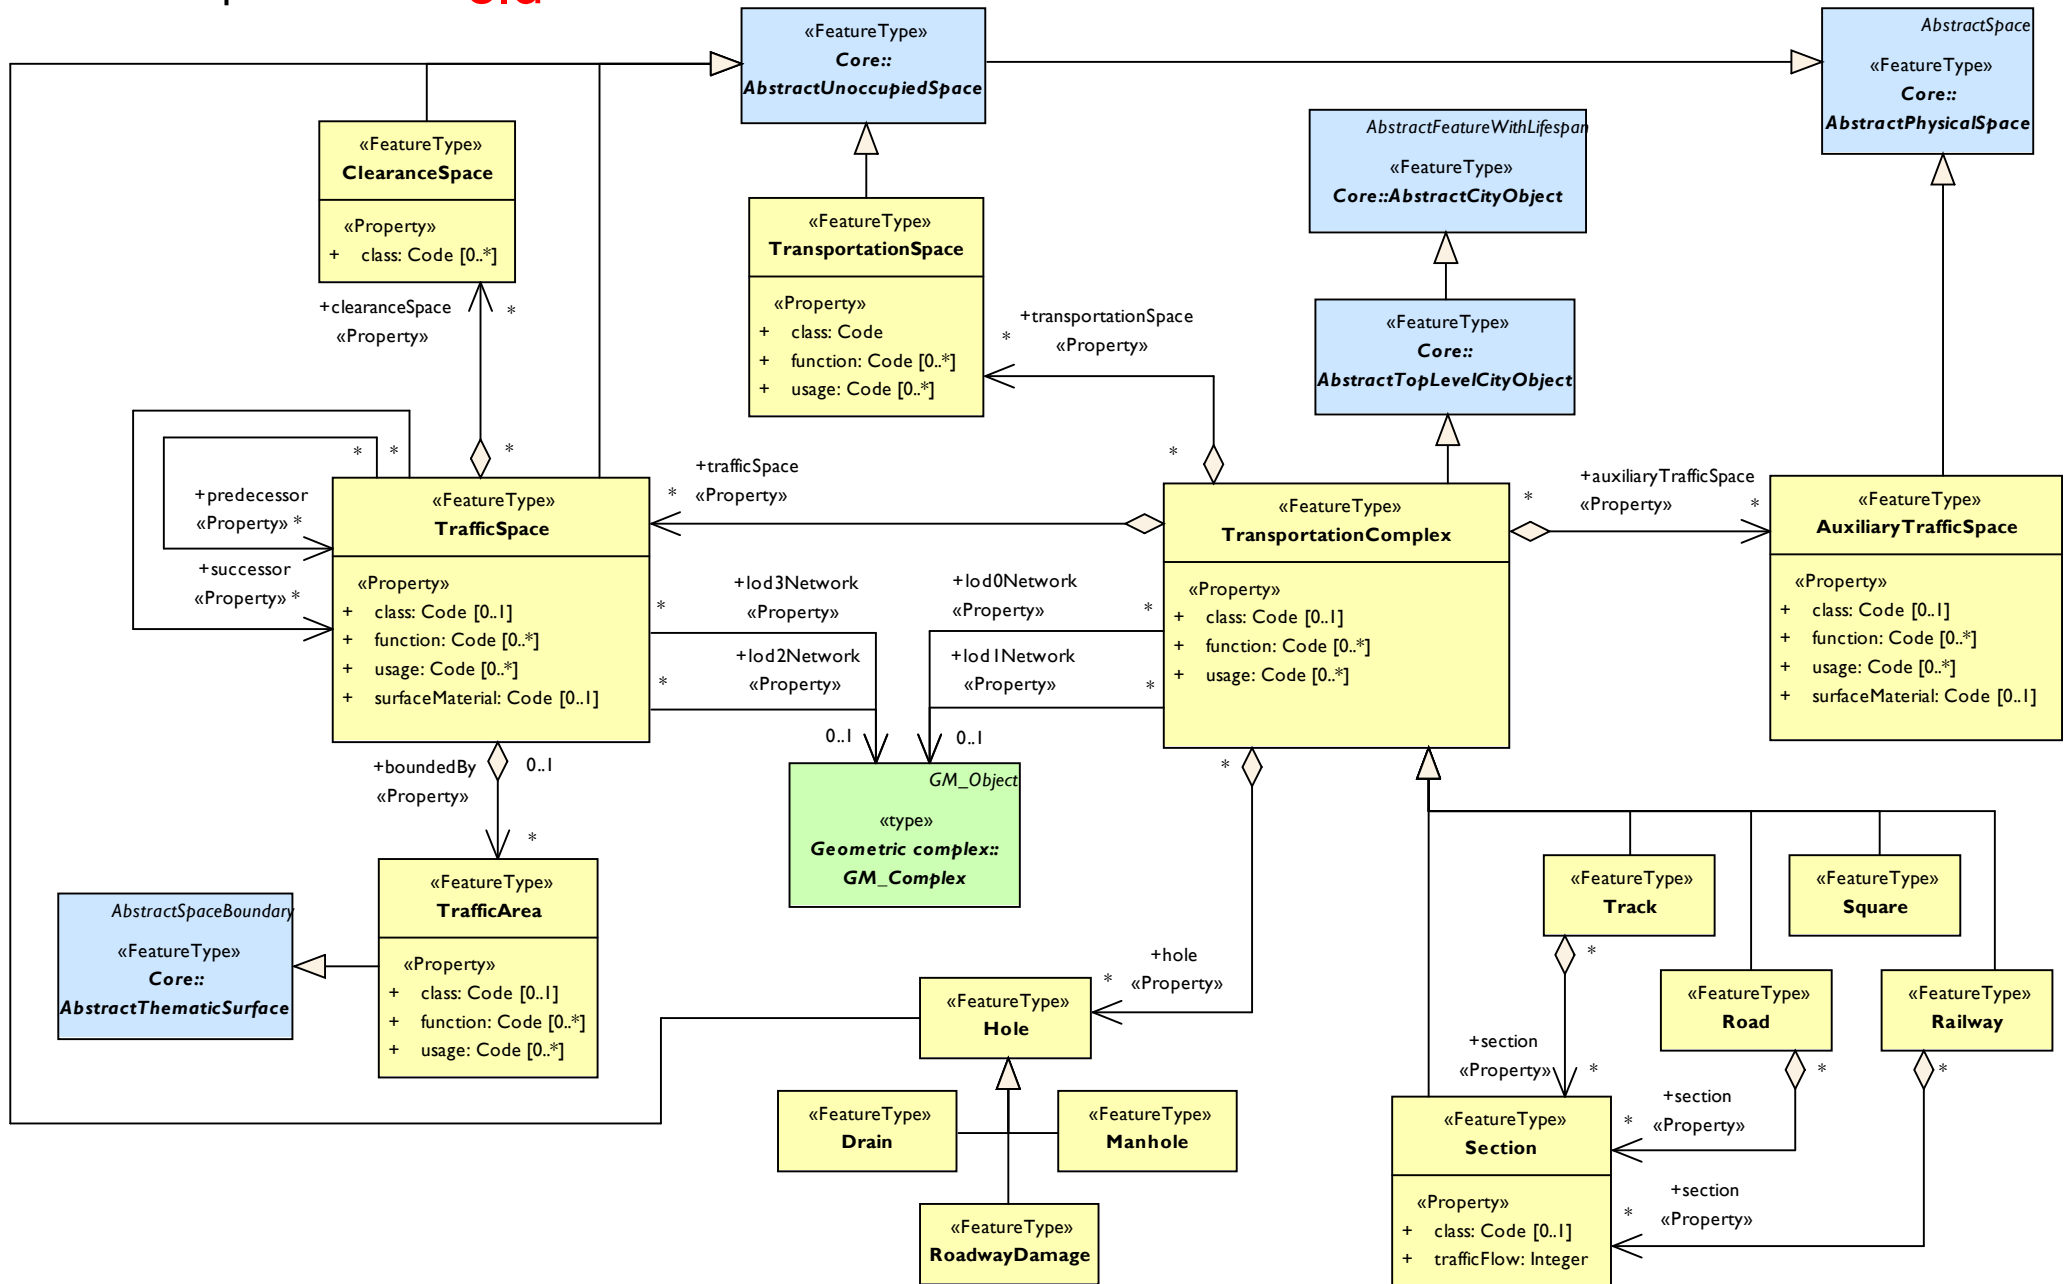 «FeatureType»
Core::
AbstractUnoccupiedSpace
AbstractSpace
«FeatureType»
Core::
AbstractPhysicalSpace
«FeatureType»
ClearanceSpace
«Property»
+ class: Code [0..*]
AbstractFeatureWithLifespan
«FeatureType»
Core::AbstractCityObject
«FeatureType»
TransportationSpace
«Property»
+ class: Code
+ function: Code [0..*]
+ usage: Code [0..*]
+clearanceSpace
«Property»
*
*
+transportationSpace
«Property»
*
*
«FeatureType»
Core::
AbstractTopLevelCityObject
* *
+predecessor
«Property» *
+successor
«Property» *
«FeatureType»
TrafficSpace
«Property»
+ class: Code [0..1]
+ function: Code [0..*]
+ usage: Code [0..*]
+ surfaceMaterial: Code [0..1]
+trafficSpace
«Property»
*
«FeatureType»
TransportationComplex
«Property»
+ class: Code [0..1]
+ function: Code [0..*]
+ usage: Code [0..*]
+auxiliaryTrafficSpace
«Property»
*
*
«FeatureType»
AuxiliaryTrafficSpace
«Property»
+ class: Code [0..1]
+ function: Code [0..*]
+ usage: Code [0..*]
+ surfaceMaterial: Code [0..1]
+lod3Network
«Property»
*
+lod2Network
«Property»
*
0..1
+lod0Network
«Property»
*
+lod1Network
«Property»
*
0..1
GM_Object
«type»
Geometric complex::
GM_Complex
+boundedBy
«Property»
0..1
*
AbstractSpaceBoundary
«FeatureType»
Core::
AbstractThematicSurface
«FeatureType»
TrafficArea
«Property»
+ class: Code [0..1]
+ function: Code [0..*]
+ usage: Code [0..*]
*
+hole
«Property»
*
«FeatureType»
Hole
«FeatureType»
Drain
«FeatureType»
Manhole
«FeatureType»
RoadwayDamage
«FeatureType»
Track
«FeatureType»
Square
«FeatureType»
Road
«FeatureType»
Railway
*
+section
«Property»
*
*
+section
«Property»
*
*
+section
«Property»
*
«FeatureType»
Section
«Property»
+ class: Code [0..1]
+ trafficFlow: Integer